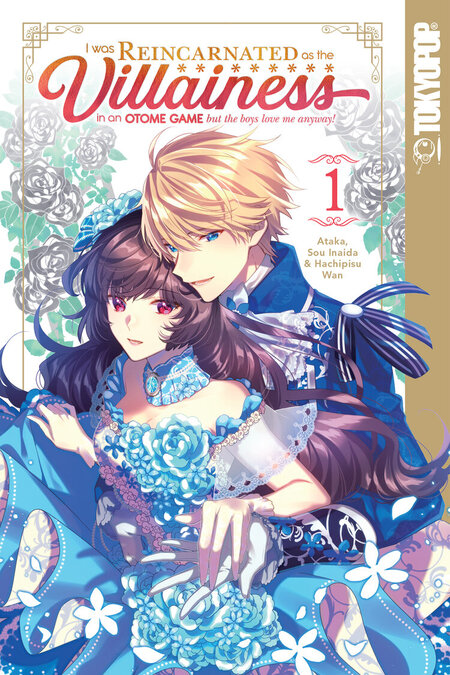 I was REINCARNATED as the
Villainess
in an OTOME GAME but the boys love me anyway!
TOKYOPOP
1
Ataka,
Sou Inaida
& Hachipisu
Wan